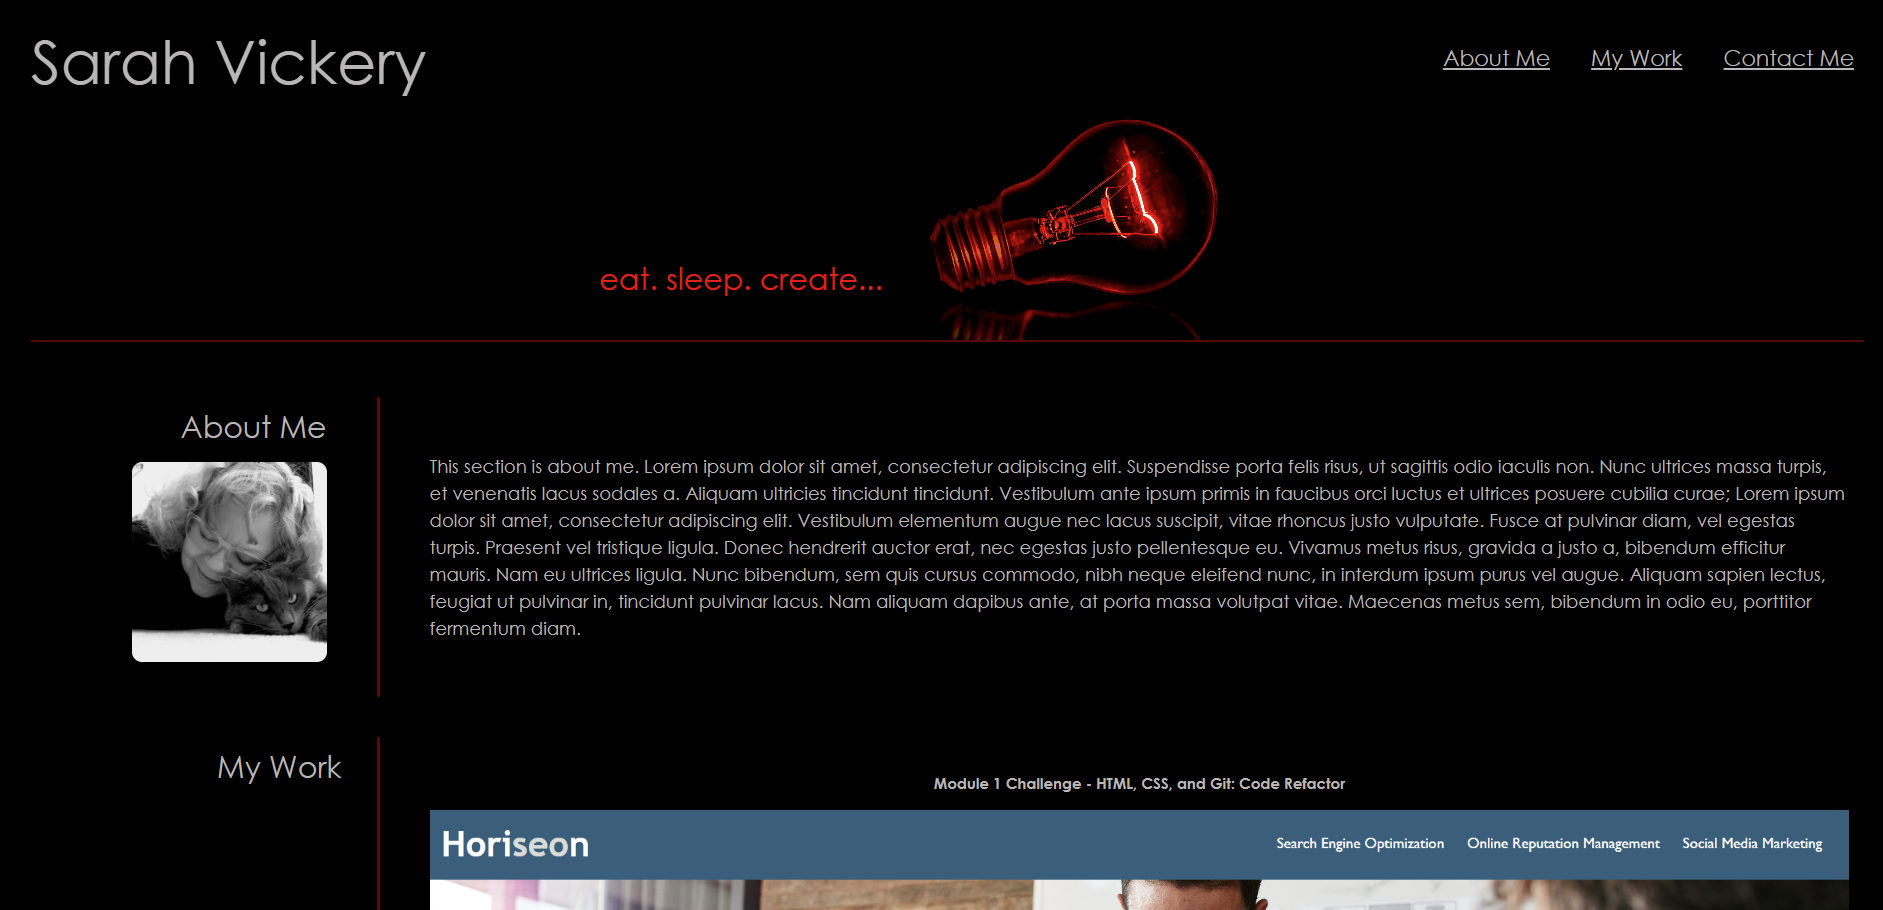 Sarah Vickery
About Me My Work Contact Me
eat. sleep. create...
About Me
This section is about me. Lorem ipsum dolor sit amet, consectetur adipiscing elit. Suspendisse porta felis risus, ut sagittis odio iaculis non. Nunc ultrices massa turpis,
et venenatis lacus sodales a. Aliquam ultricies tincidunt tincidunt. Vestibulum ante ipsum primis in faucibus orci luctus et ultrices posuere cubilia curae; Lorem ipsum
dolor sit amet, consectetur adipiscing elit. Vestibulum elementum augue nec lacus suscipit, vitae rhoncus justo vulputate. Fusce at pulvinar diam, vel egestas
turpis. Praesent vel tristique ligula. Donec hendrerit auctor erat, nec egestas justo pellentesque eu. Vivamus metus risus, gravida a justo a, bibendum efficitur
mauris. Nam eu ultrices ligula. Nunc bibendum, sem quis cursus commodo, nibh neque eleifend nunc, in interdum ipsum purus vel augue. Aliquam sapien lectus,
feugiat ut pulvinar in, tincidunt pulvinar lacus. Nam aliquam dapibus ante, at porta massa volutpat vitae. Maecenas metus sem, bibendum in odio eu, porttitor
fermentum diam.
My Work
Module 1 Challenge - HTML, CSS, and Git: Code Refactor
Horiseon
Search Engine Optimization Online Reputation Management Social Media Marketing